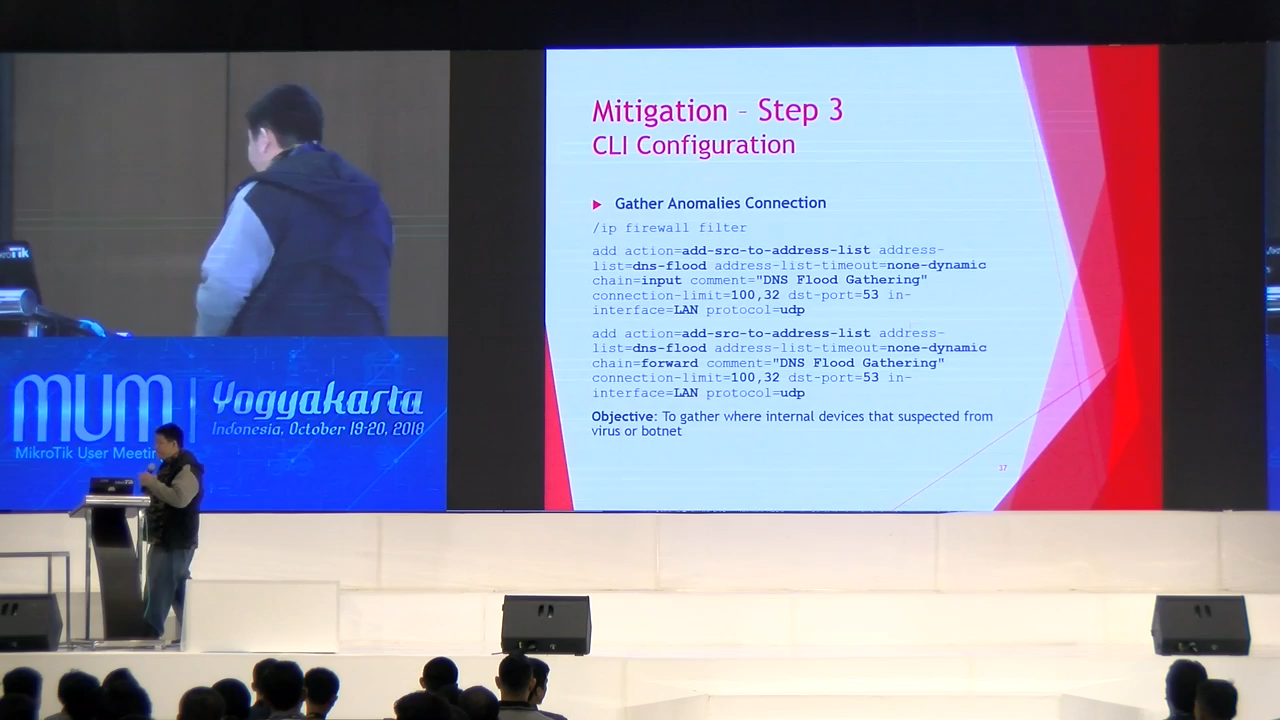 Mitigation – Step 3
CLI Configuration
Gather Anomalies Connection
/ip firewall filter
add action=add-src-to-address-list address-
list=dns-flood address-list-timeout=none-dynamic
chain=input comment="DNS Flood Gathering"
connection-limit=100,32 dst-port=53 in-
interface=LAN protocol=udp
add action=add-src-to-address-list address-
list=dns-flood address-list-timeout=none-dynamic
chain=forward comment="DNS Flood Gathering"
connection-limit=100,32 dst-port=53 in-
interface=LAN protocol=udp
Objective: To gather where internal devices that suspected from
virus or botnet
37
MUM
MikroTik User Meetin
Yogyakarta
Indonesia, October 19-20, 2018